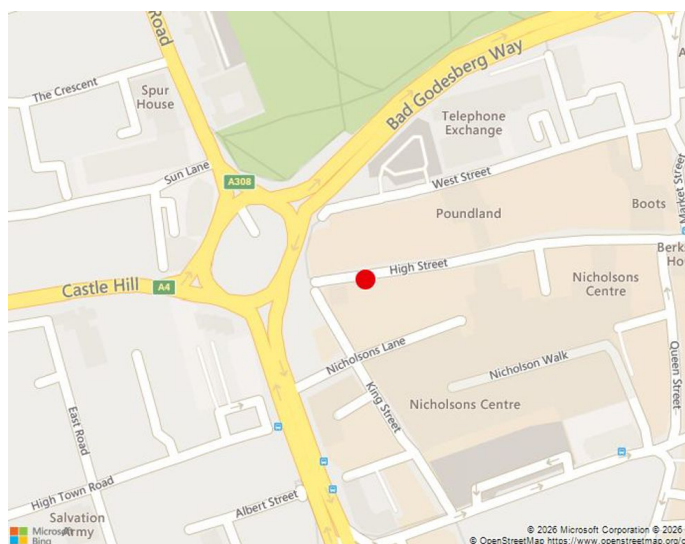 Road
Bad Godesberg Way
The Crescent
Spur
House
Telephone
Exchange
Sun Lane
A308
West Street
Market Street
Poundland
Boots
High Street
Castle Hill
A4
Nicholsons
Centre
Nicholsons Lane
Nicholson Walk
Queen Street
King Street
Nicholsons Centre
East Road
High Town Road
Albert Street
Salvation
Army
Microsoft
Bing
© 2026 Microsoft Corporation © 2026
© OpenStreetMap https://www.openstreetmap.org/c